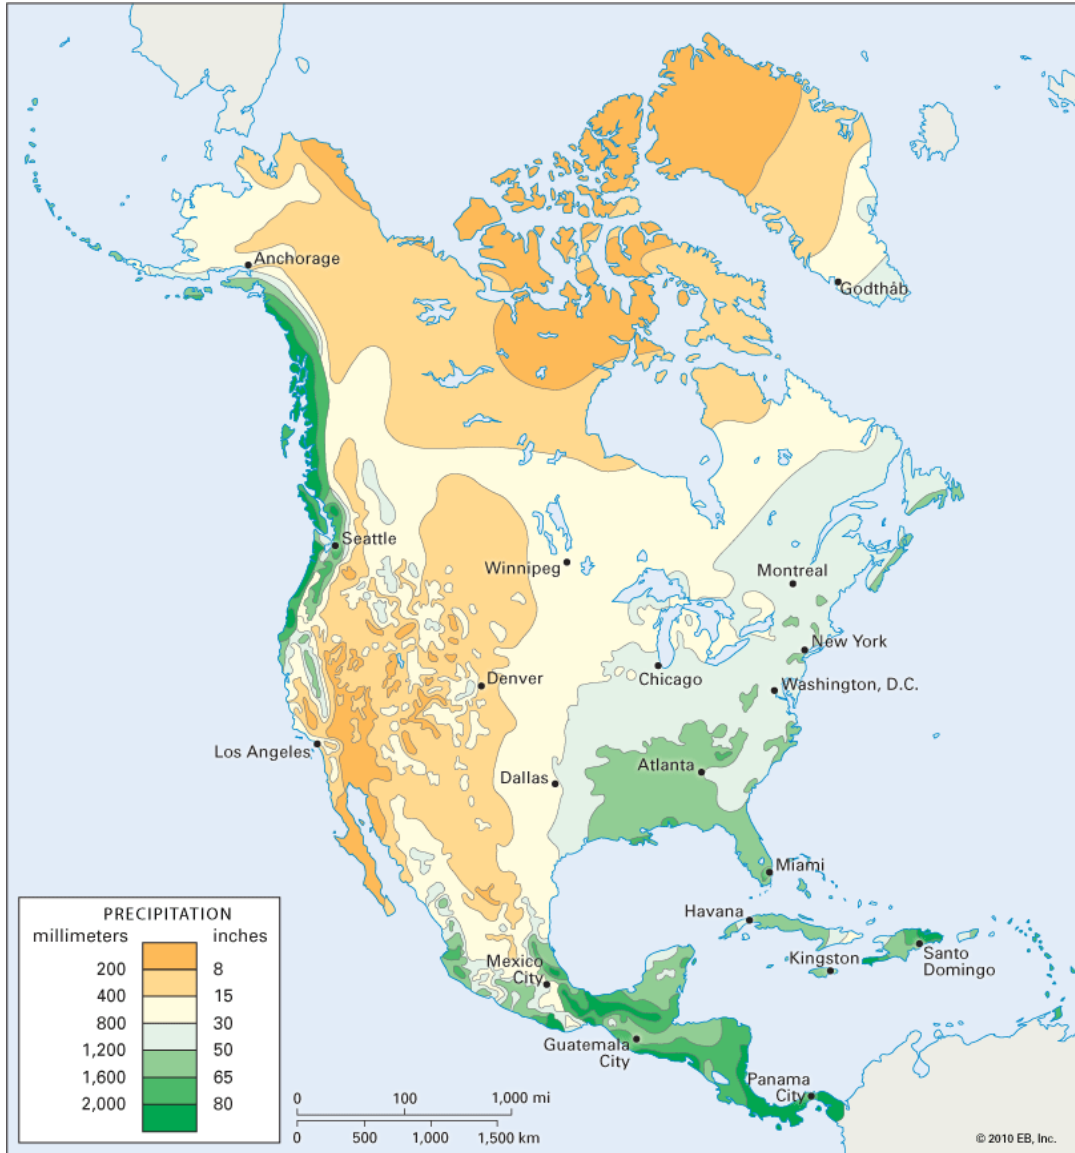 Anchorage
Godthåb
Seattle
Winnipeg
Montreal
New York
Chicago
Washington, D.C.
Denver
Los Angeles
Dallas
Atlanta
Miami
Havana
Kingston
Santo
Domingo
Mexico
City
Guatemala
City
Panama
City
PRECIPITATION
millimeters inches
200 8
400 15
800 30
1,200 50
1,600 65
2,000 80
0 100 1,000 mi
0 500 1,000 1,500 km
© 2010 EB, Inc.